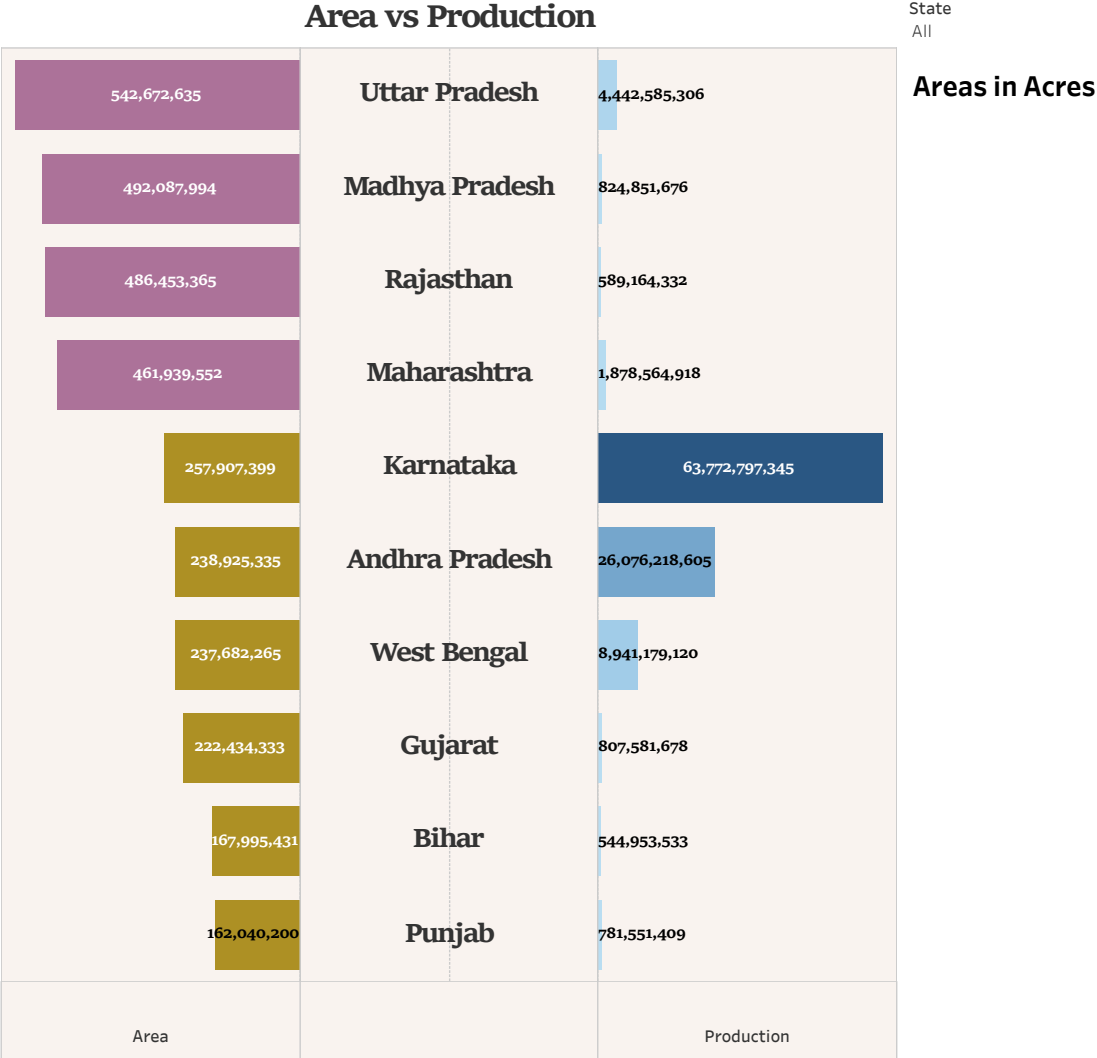 Area vs Production
State
All
Areas in Acres
542,672,635 Uttar Pradesh 4,442,585,306
492,087,994 Madhya Pradesh 824,851,676
486,453,365 Rajasthan 589,164,332
461,939,552 Maharashtra 1,878,564,918
257,907,399 Karnataka 63,772,797,345
238,925,335 Andhra Pradesh 26,076,218,605
237,682,265 West Bengal 8,941,179,120
222,434,333 Gujarat 807,581,678
167,995,431 Bihar 544,953,533
162,040,200 Punjab 781,551,409
Area Production